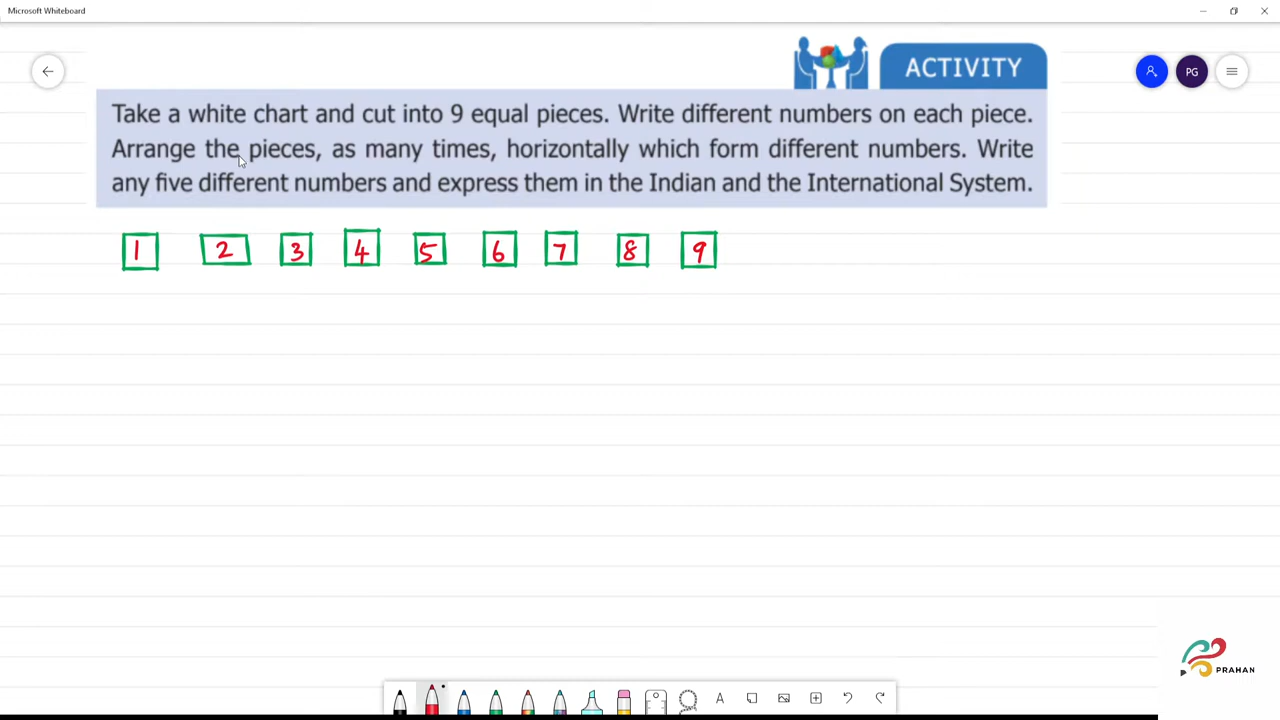 Microsoft Whiteboard
ACTIVITY
PG
Take a white chart and cut into 9 equal pieces. Write different numbers on each piece.
Arrange the pieces, as many times, horizontally which form different numbers. Write
any five different numbers and express them in the Indian and the International System.
1 2 3 4 5 6 7 8 9
PRAHAN
A